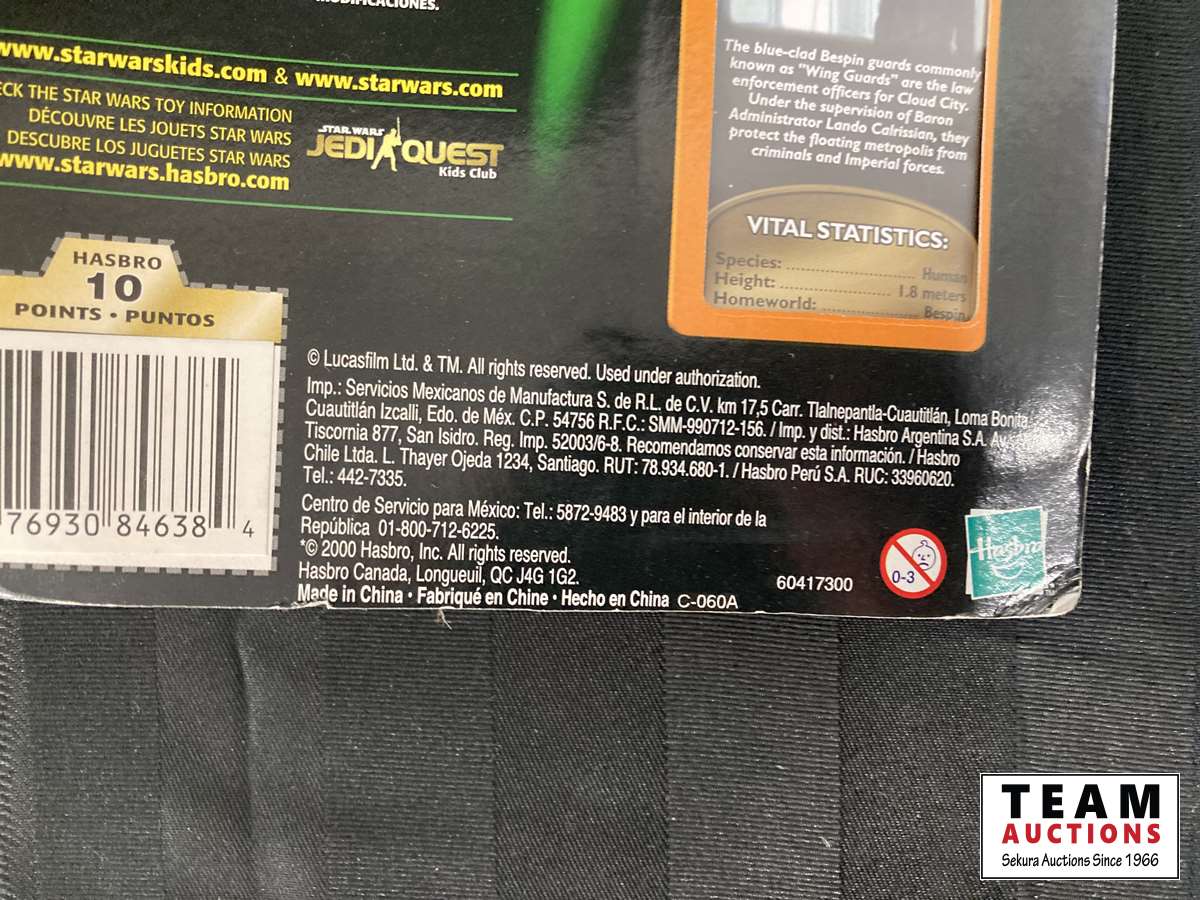 MODIFICACIONES.
www.starwarskids.com & www.starwars.com
ECK THE STAR WARS TOY INFORMATION
DÉCOUVRE LES JOUETS STAR WARS
DESCUBRE LOS JUGUETES STAR WARS
www.starwars.hasbro.com
STAR WARS
JEDI QUEST
Kids Club
The blue-clad Bespin guards commonly
known as "Wing Guards" are the law
enforcement officers for Cloud City.
Under the supervision of Baron
Administrator Lando Calrissian, they
protect the floating metropolis from
criminals and Imperial forces.
VITAL STATISTICS:
Species: Human
Height: 1.8 meters
Homeworld: Bespin
HASBRO
10
POINTS • PUNTOS
76930 84638 4
© Lucasfilm Ltd. & TM. All rights reserved. Used under authorization.
Imp.: Servicios Mexicanos de Manufactura S. de R.L. de C.V. km 17,5 Carr. Tlalnepantla-Cuautitlán, Loma Bonita
Cuautitlán Izcalli, Edo. de Méx. C.P. 54756 R.F.C.: SMM-990712-156. / Imp. y dist.: Hasbro Argentina S.A. Av.
Tiscornia 877, San Isidro. Reg. Imp. 52003/6-8. Recomendamos conservar esta información. / Hasbro
Chile Ltda. L. Thayer Ojeda 1234, Santiago. RUT: 78.934.680-1. / Hasbro Perú S.A. RUC: 33960620.
Tel.: 442-7335.
Centro de Servicio para México: Tel.: 5872-9483 y para el interior de la
República 01-800-712-6225.
*© 2000 Hasbro, Inc. All rights reserved.
Hasbro Canada, Longueuil, QC J4G 1G2.
Made in China • Fabriqué en Chine • Hecho en China C-060A
60417300
0-3
Hasbro
TEAM
AUCTIONS
Sekura Auctions Since 1966